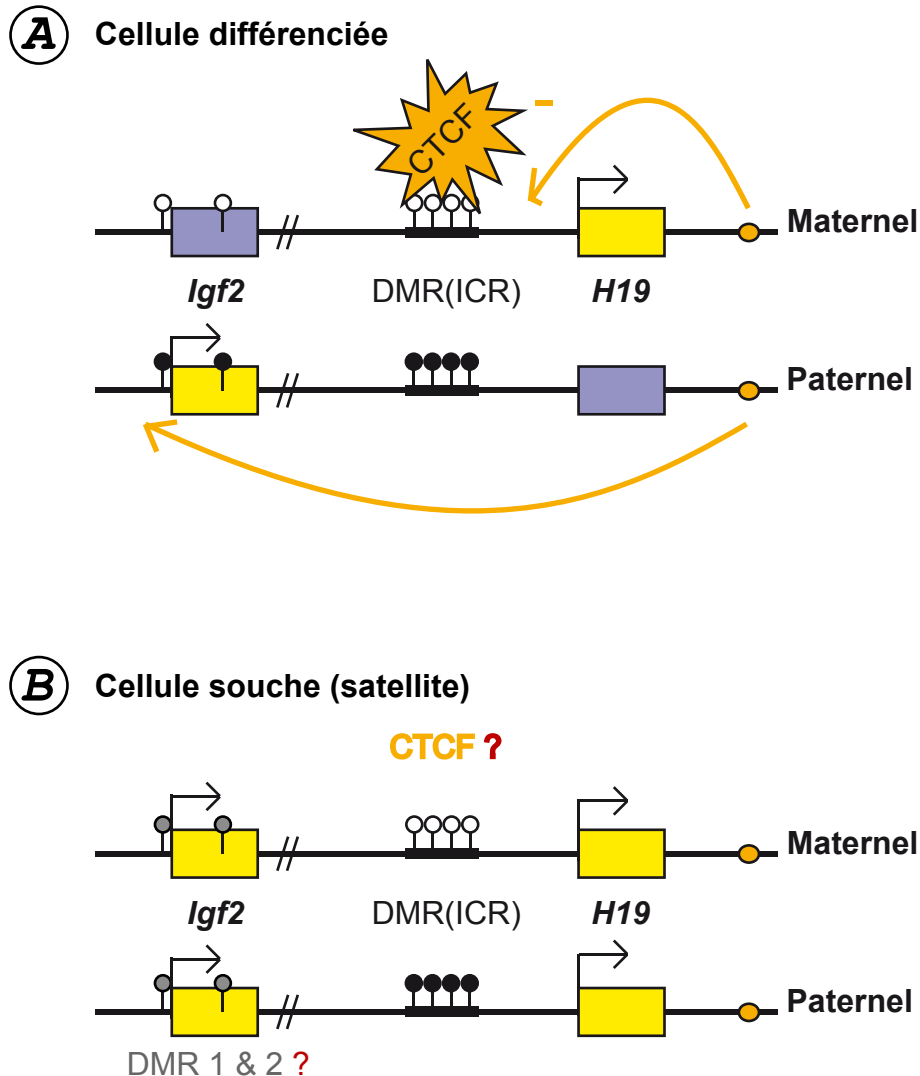 A Cellule différenciée
CTCF
-
Maternel
Igf2 // DMR(ICR) H19
Paternel
//
B Cellule souche (satellite)
CTCF ?
Maternel
Igf2 // DMR(ICR) H19
Paternel
//
DMR 1 & 2 ?